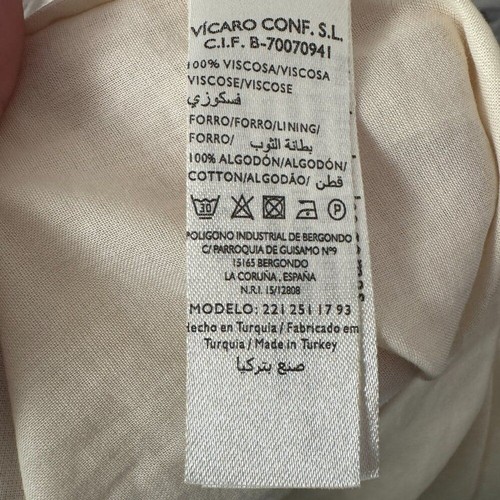 VÍCARO CONF. S.L.
C.I.F. B-70070941
100% VISCOSA/VISCOSA
VISCOSE/VISCOSE
فسكوزي
FORRO/FORRO/LINING/
FORRO/ بطانة الثوب
100% ALGODÓN/ALGODÓN/
COTTON/ALGODÃO/ قطن
30 P
POLIGONO INDUSTRIAL DE BERGONDO
C/ PARROQUIA DE GUISAMO Nº9
15165 BERGONDO
LA CORUÑA, ESPAÑA
N.R.I. 15/12808
MODELO: 221 251 17 93
Hecho en Turquia / Fabricado em
Turquia / Made in Turkey
صنع بتركيا